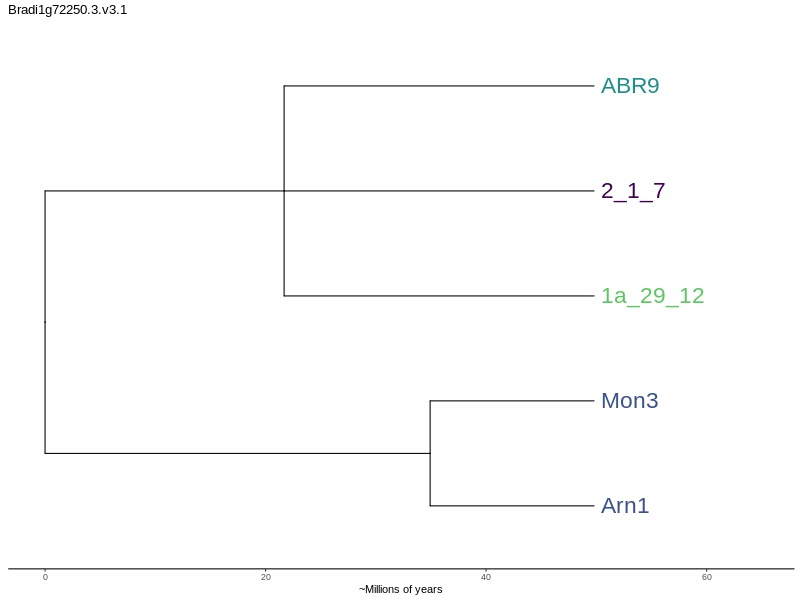 Bradi1g72250.3.v3.1
ABR9
2_1_7
1a_29_12
Mon3
Arn1
0 20 40 60
~Millions of years